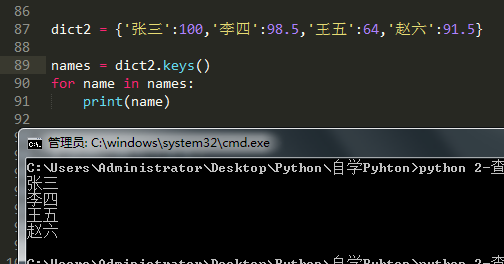 86
87 dict2 = {'张三':100,'李四':98.5,'王五':64,'赵六':91.5}
88
89 names = dict2.keys()
90 for name in names:
91 print(name)
92
管理员: C:\windows\system32\cmd.exe
C:\Users\Administrator\Desktop\Python\自学Pyhton>python 2-查
张三
李四
王五
赵六
C:\Users\Administrator\Desktop\Python\自学Pyhton>python 2-查